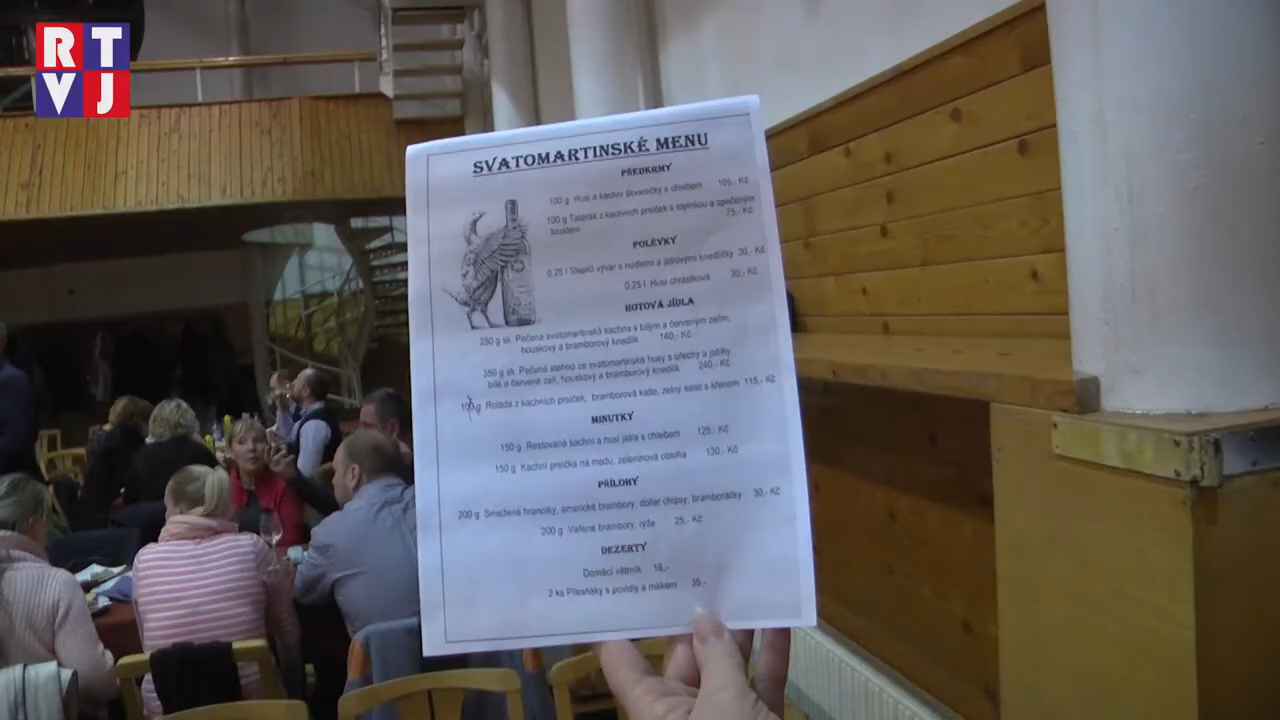 RT
VJ
SVATOMARTINSKÉ MENU
PŘEDKRMY
100 g Husí a kachní škvarečky s chlebem 105,- Kč
100 g Tatarák z kachních prsíček s topinkou a opečeným
toustem 75,- Kč
POLÉVKY
0,25 l Slepičí vývar s nudlemi a játrovými knedlíčky 30,- Kč
0,25 l Husí chrástková 30,- Kč
HOTOVÁ JÍDLA
250 g sk. Pečená svatomartinská kachna s bílým a červeným zelím,
houskový a bramborový knedlík 140,- Kč
350 g sk. Pečená stehno ze svatomartinské husy s ořechy a jablky
bílé a červené zelí, houskový a bramborový knedlík 240,- Kč
100 g Roláda z kachních prsíček, bramborová kaše, zelný salát s křenem 115,- Kč
MINUTKY
150 g Restovaná kachní a husí játra s chlebem 125,- Kč
150 g Kachní prsíčka na medu, zeleninová obloha 130,- Kč
PŘÍLOHY
200 g Smažené hranolky, americké brambory, dollar chipsy, bramboráčky 30,- Kč
200 g Vařené brambory, rýže 25,- Kč
DEZERTY
Domácí větrník 18,-
2 ks Plesňáky s povidly a mákem 35,-